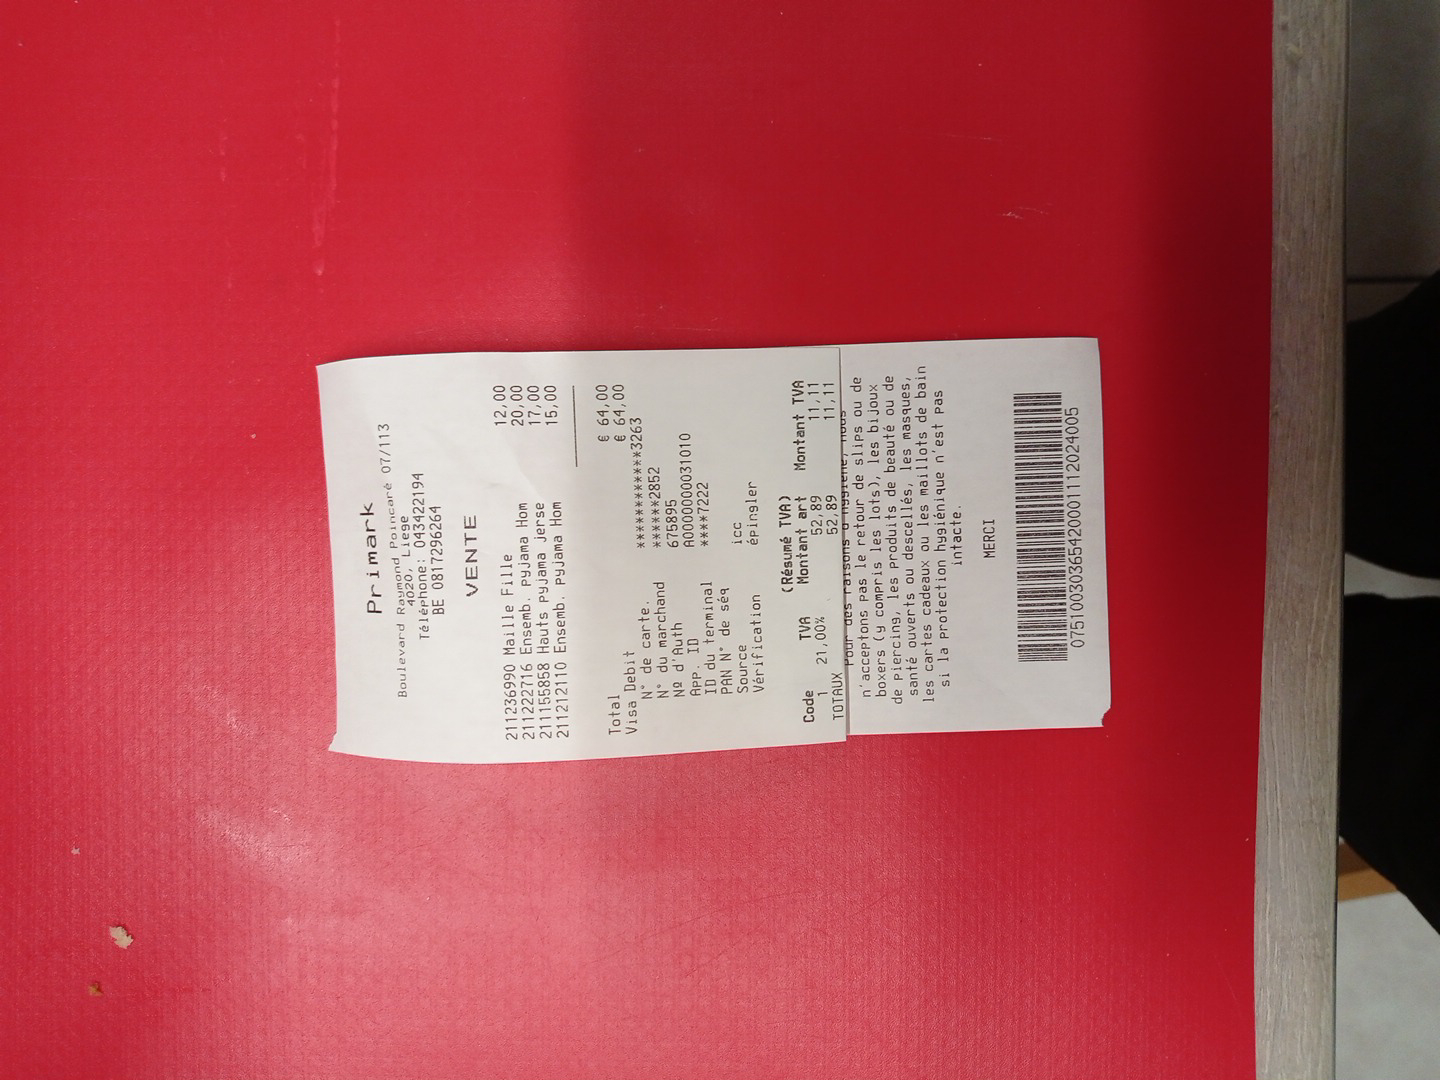 Primark
Boulevard Raymond Poincaré 07/113
4020, Liege
Téléphone: 043422194
BE 0817296264
VENTE
211236990 Maille Fille 12,00
211222716 Ensemb. pyjama Hom 20,00
211155858 Hauts Pyjama jerse 17,00
211212110 Ensemb. pyjama Hom 15,00
Total € 64,00
Visa Debit € 64,00
N° de carte. ************3263
N° du marchand ******2852
Nº d'Auth 675895
App. ID A0000000031010
ID du terminal ****7222
PAN N° de séq
Source icc
Vérification épingler
(Résumé TVA)
Code TVA Montant art Montant TVA
1 21,00% 52,89 11,11
TOTAUX 52,89 11,11
Pour des raisons d'hygiène, nous
n'acceptons pas le retour de slips ou de
boxers (y compris les lots), les bijoux
de piercing, les produits de beauté ou de
santé ouverts ou descellés, les masques,
les cartes cadeaux ou les maillots de bain
si la protection hygiénique n'est pas
intacte.
MERCI
07510030365420001112024005